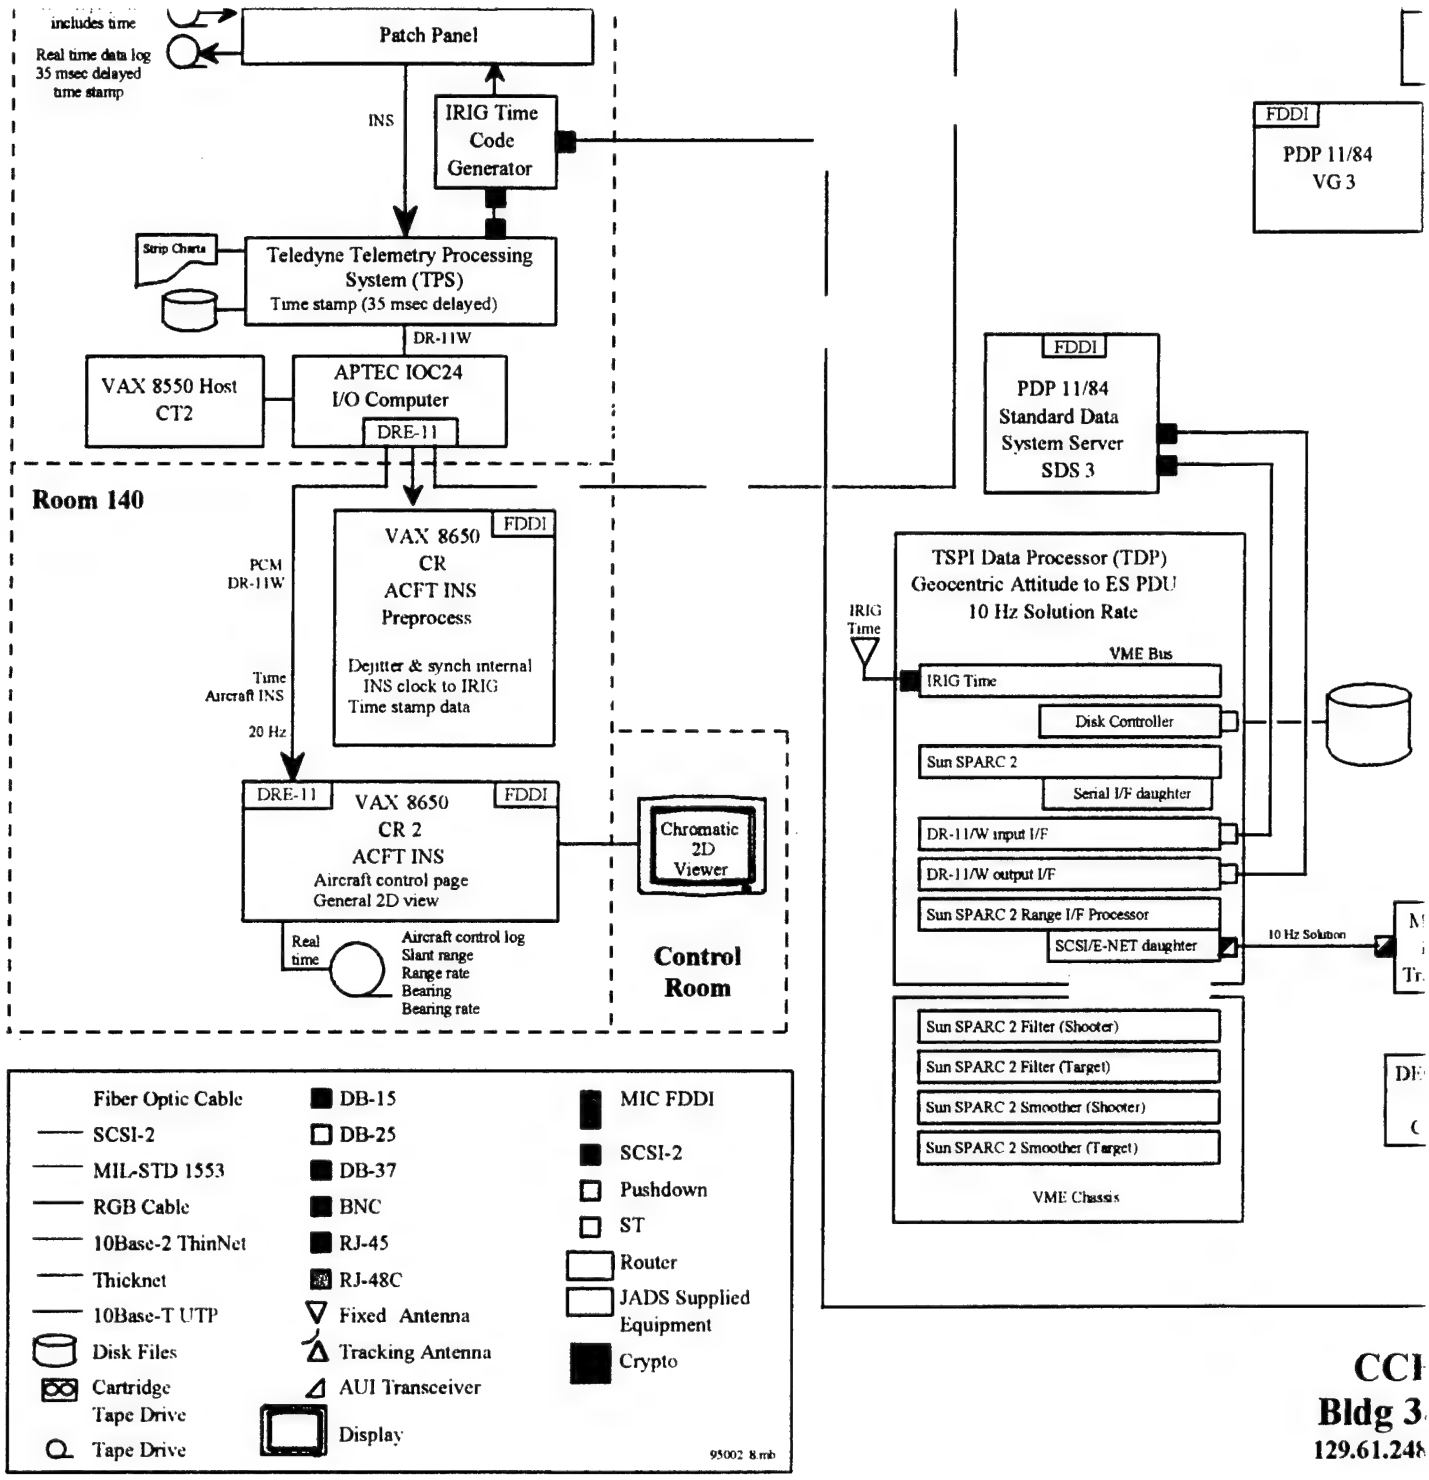 includes time
Real time data log
35 msec delayed
time stamp
Patch Panel
INS
IRIG Time
Code
Generator
Strip Charts
Teledyne Telemetry Processing
System (TPS)
Time stamp (35 msec delayed)
DR-11W
VAX 8550 Host
CT2
APTEC IOC24
I/O Computer
DRE-11
Room 140
PCM
DR-11W
Time
Aircraft INS
20 Hz
FDDI
VAX 8650
CR
ACFT INS
Preprocess
Dejitter & synch internal
INS clock to IRIG
Time stamp data
DRE-11
FDDI
VAX 8650
CR 2
ACFT INS
Aircraft control page
General 2D view
Real
time
Aircraft control log
Slant range
Range rate
Bearing
Bearing rate
Chromatic
2D
Viewer
Control
Room
FDDI
PDP 11/84
VG 3
FDDI
PDP 11/84
Standard Data
System Server
SDS 3
TSPI Data Processor (TDP)
Geocentric Attitude to ES PDU
10 Hz Solution Rate
IRIG
Time
VME Bus
IRIG Time
Disk Controller
Sun SPARC 2
Serial I/F daughter
DR-11/W input I/F
DR-11/W output I/F
Sun SPARC 2 Range I/F Processor
SCSI/E-NET daughter
10 Hz Solution
M
Tr
Sun SPARC 2 Filter (Shooter)
Sun SPARC 2 Filter (Target)
Sun SPARC 2 Smoother (Shooter)
Sun SPARC 2 Smoother (Target)
VME Chassis
DE
C
Fiber Optic Cable
SCSI-2
MIL-STD 1553
RGB Cable
10Base-2 ThinNet
Thicknet
10Base-T UTP
Disk Files
Cartridge
Tape Drive
Tape Drive
DB-15
DB-25
DB-37
BNC
RJ-45
RJ-48C
Fixed Antenna
Tracking Antenna
AUI Transceiver
Display
MIC FDDI
SCSI-2
Pushdown
ST
Router
JADS Supplied
Equipment
Crypto
95002 8.mb
CCF
Bldg 3
129.61.248